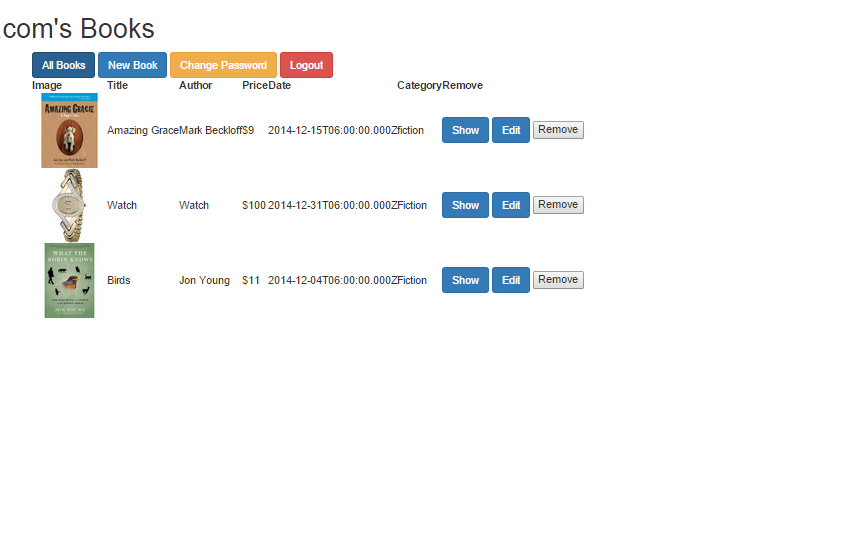 .com's Books
All Books New Book Change Password Logout
Image Title Author Price Date Category Remove
AMAZING GRACIE
Amazing Grace Mark Beckloff $9 2014-12-15T06:00:00.000Z fiction Show Edit Remove
Watch Watch $100 2014-12-31T06:00:00.000Z Fiction Show Edit Remove
WHAT THE
ROBIN KNOWS
Birds Jon Young $11 2014-12-04T06:00:00.000Z Fiction Show Edit Remove
JON YOUNG